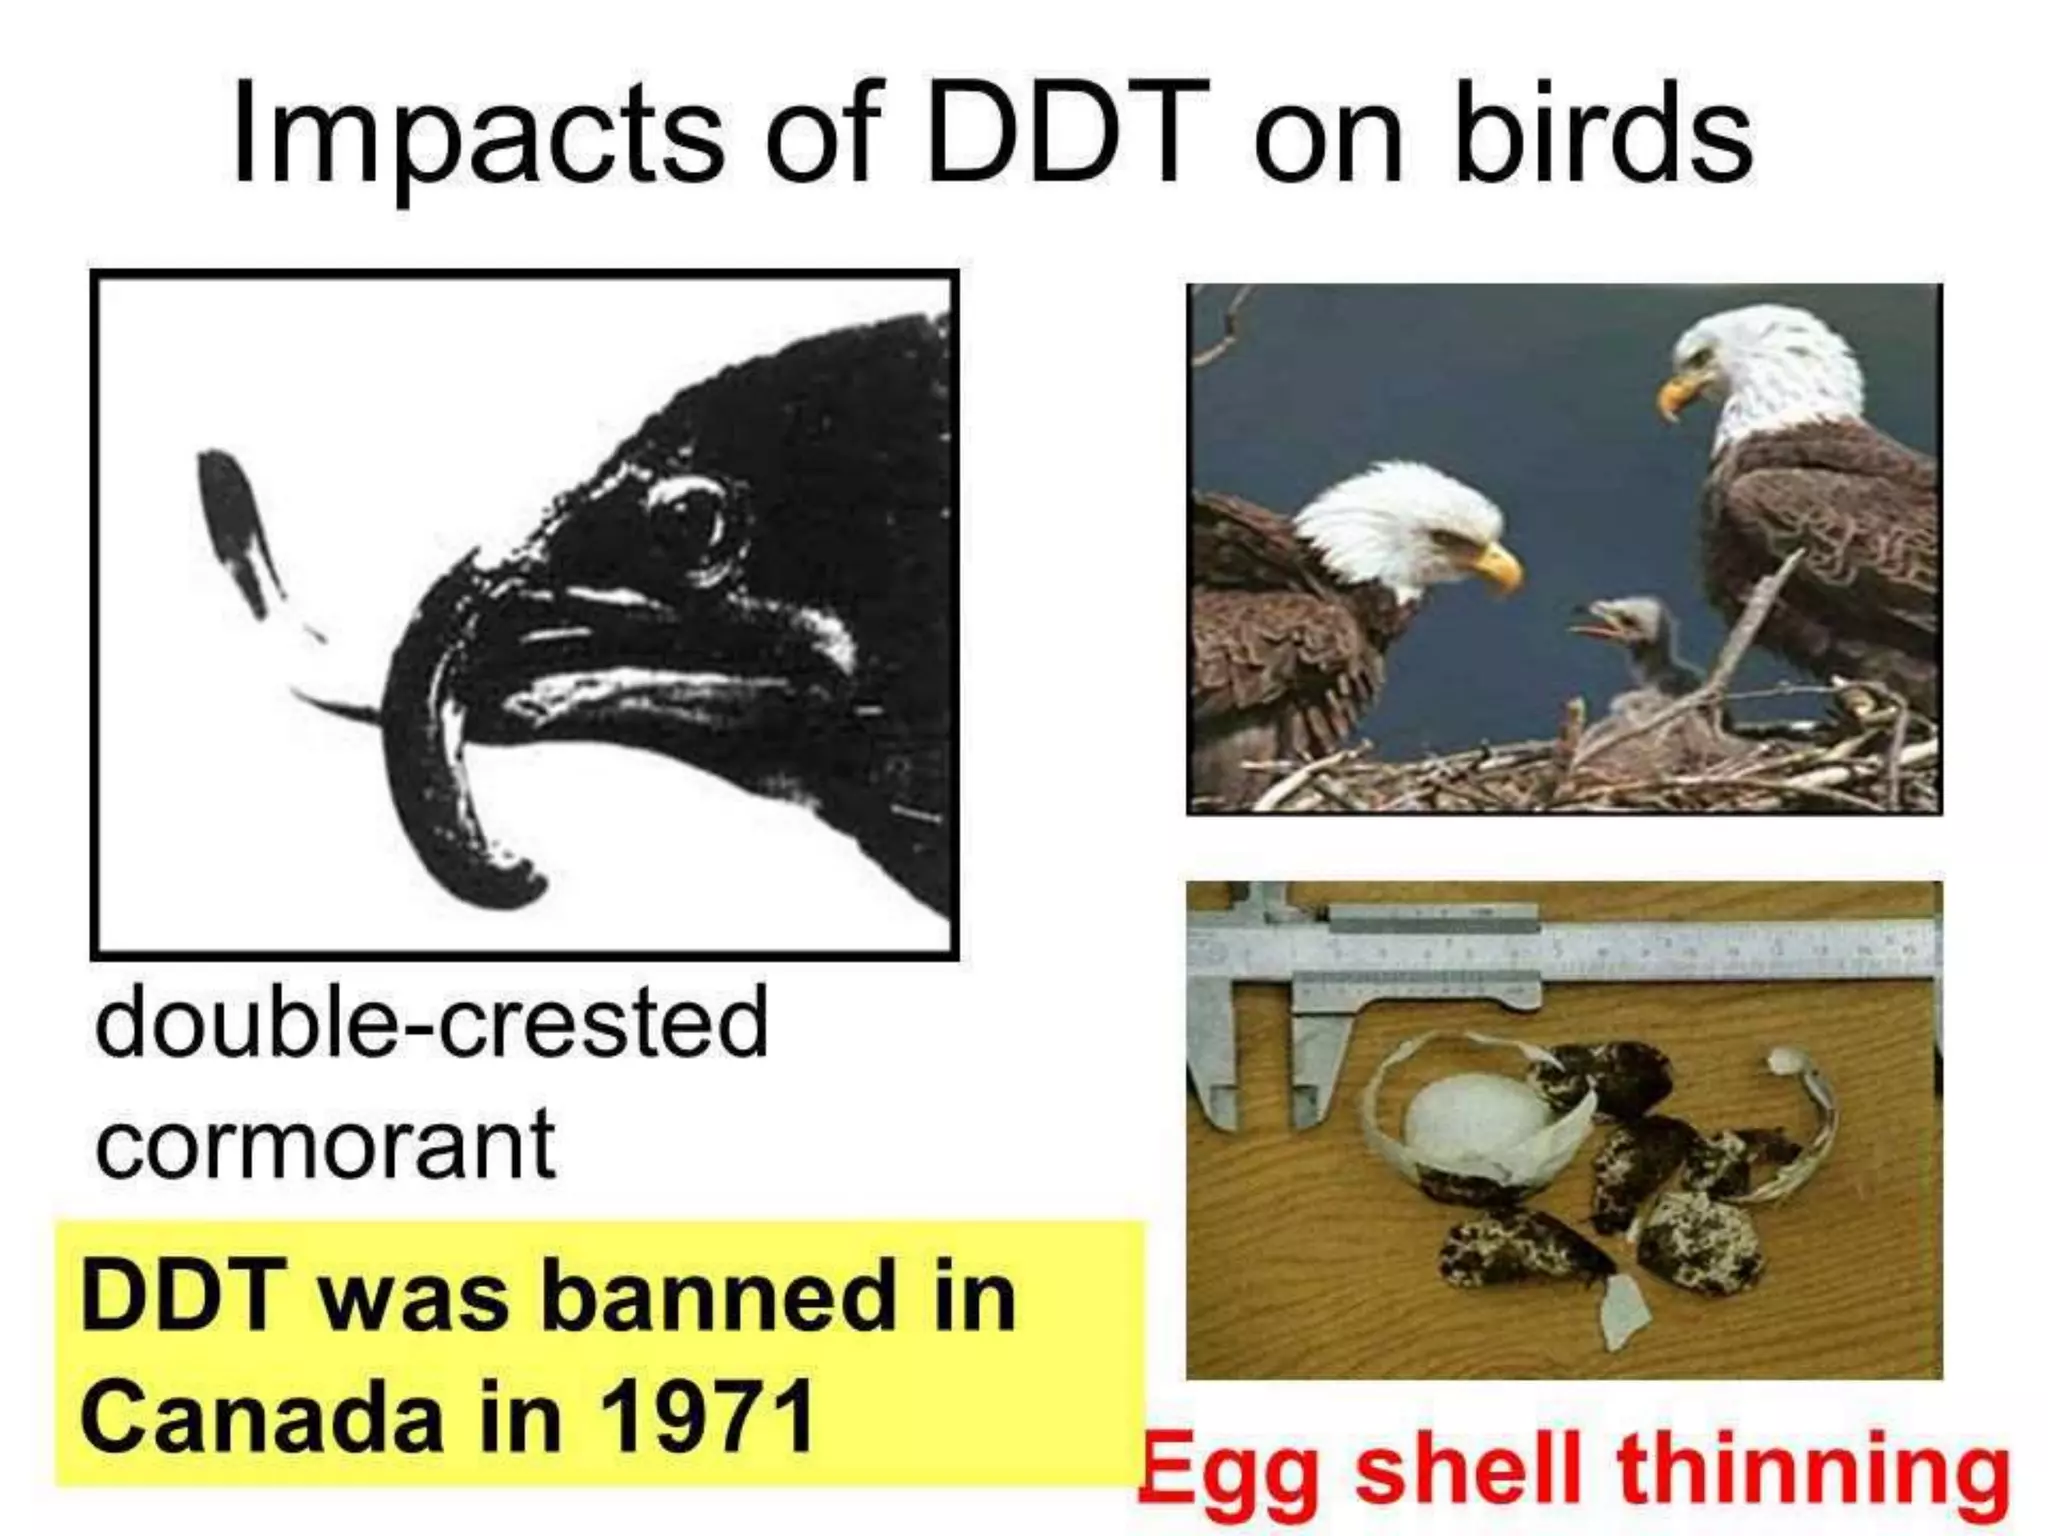 Impacts of DDT on birds
double-crested
cormorant
DDT was banned in
Canada in 1971
Egg shell thinning